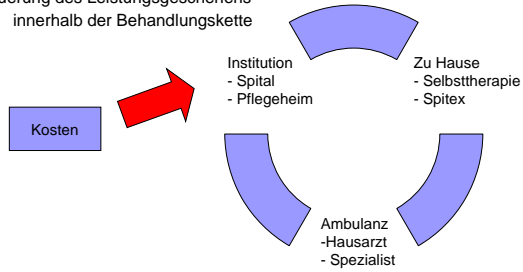 des Leistungsgeschehens
innerhalb der Behandlungskette
Institution
- Spital
- Pflegeheim
Zu Hause
- Selbsttherapie
- Spitex
Kosten
Ambulanz
-Hausarzt
- Spezialist